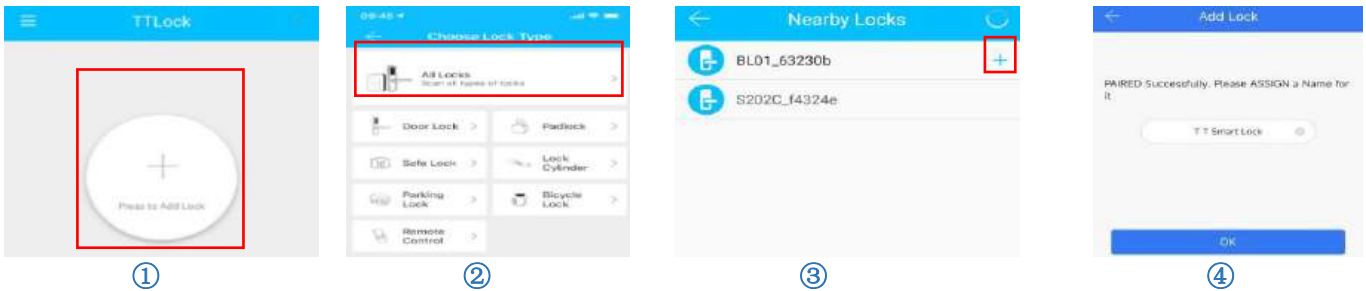 TTLock
Press to Add Lock
①
09:45
Choose Lock Type
All Locks
Scan all types of locks
Door Lock
Padlock
Safe Lock
Lock
Cylinder
Parking
Lock
Bicycle
Lock
Remote
Control
②
Nearby Locks
BL01_63230b
S202C_f4324e
③
Add Lock
PAIRED Successfully. Please ASSIGN a Name for
it
T T Smart Lock
OK
④